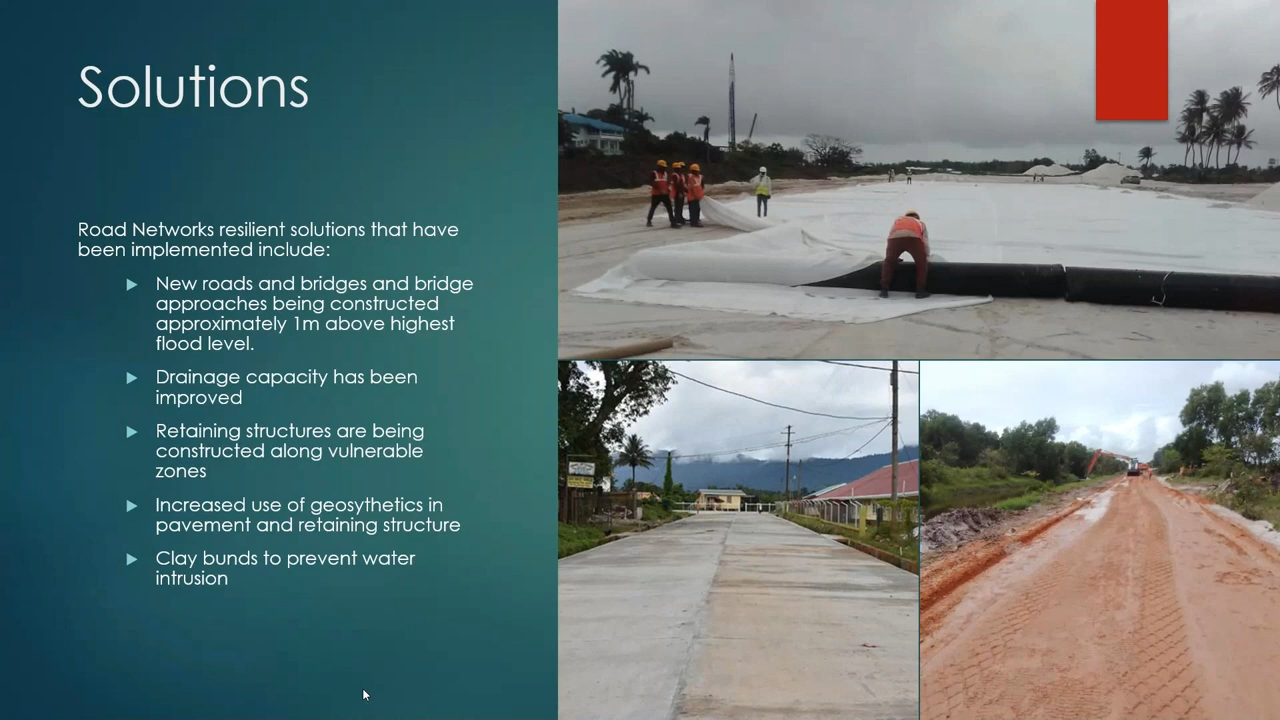 Solutions
Road Networks resilient solutions that have
been implemented include:
New roads and bridges and bridge
approaches being constructed
approximately 1m above highest
flood level.
Drainage capacity has been
improved
Retaining structures are being
constructed along vulnerable
zones
Increased use of geosythetics in
pavement and retaining structure
Clay bunds to prevent water
intrusion